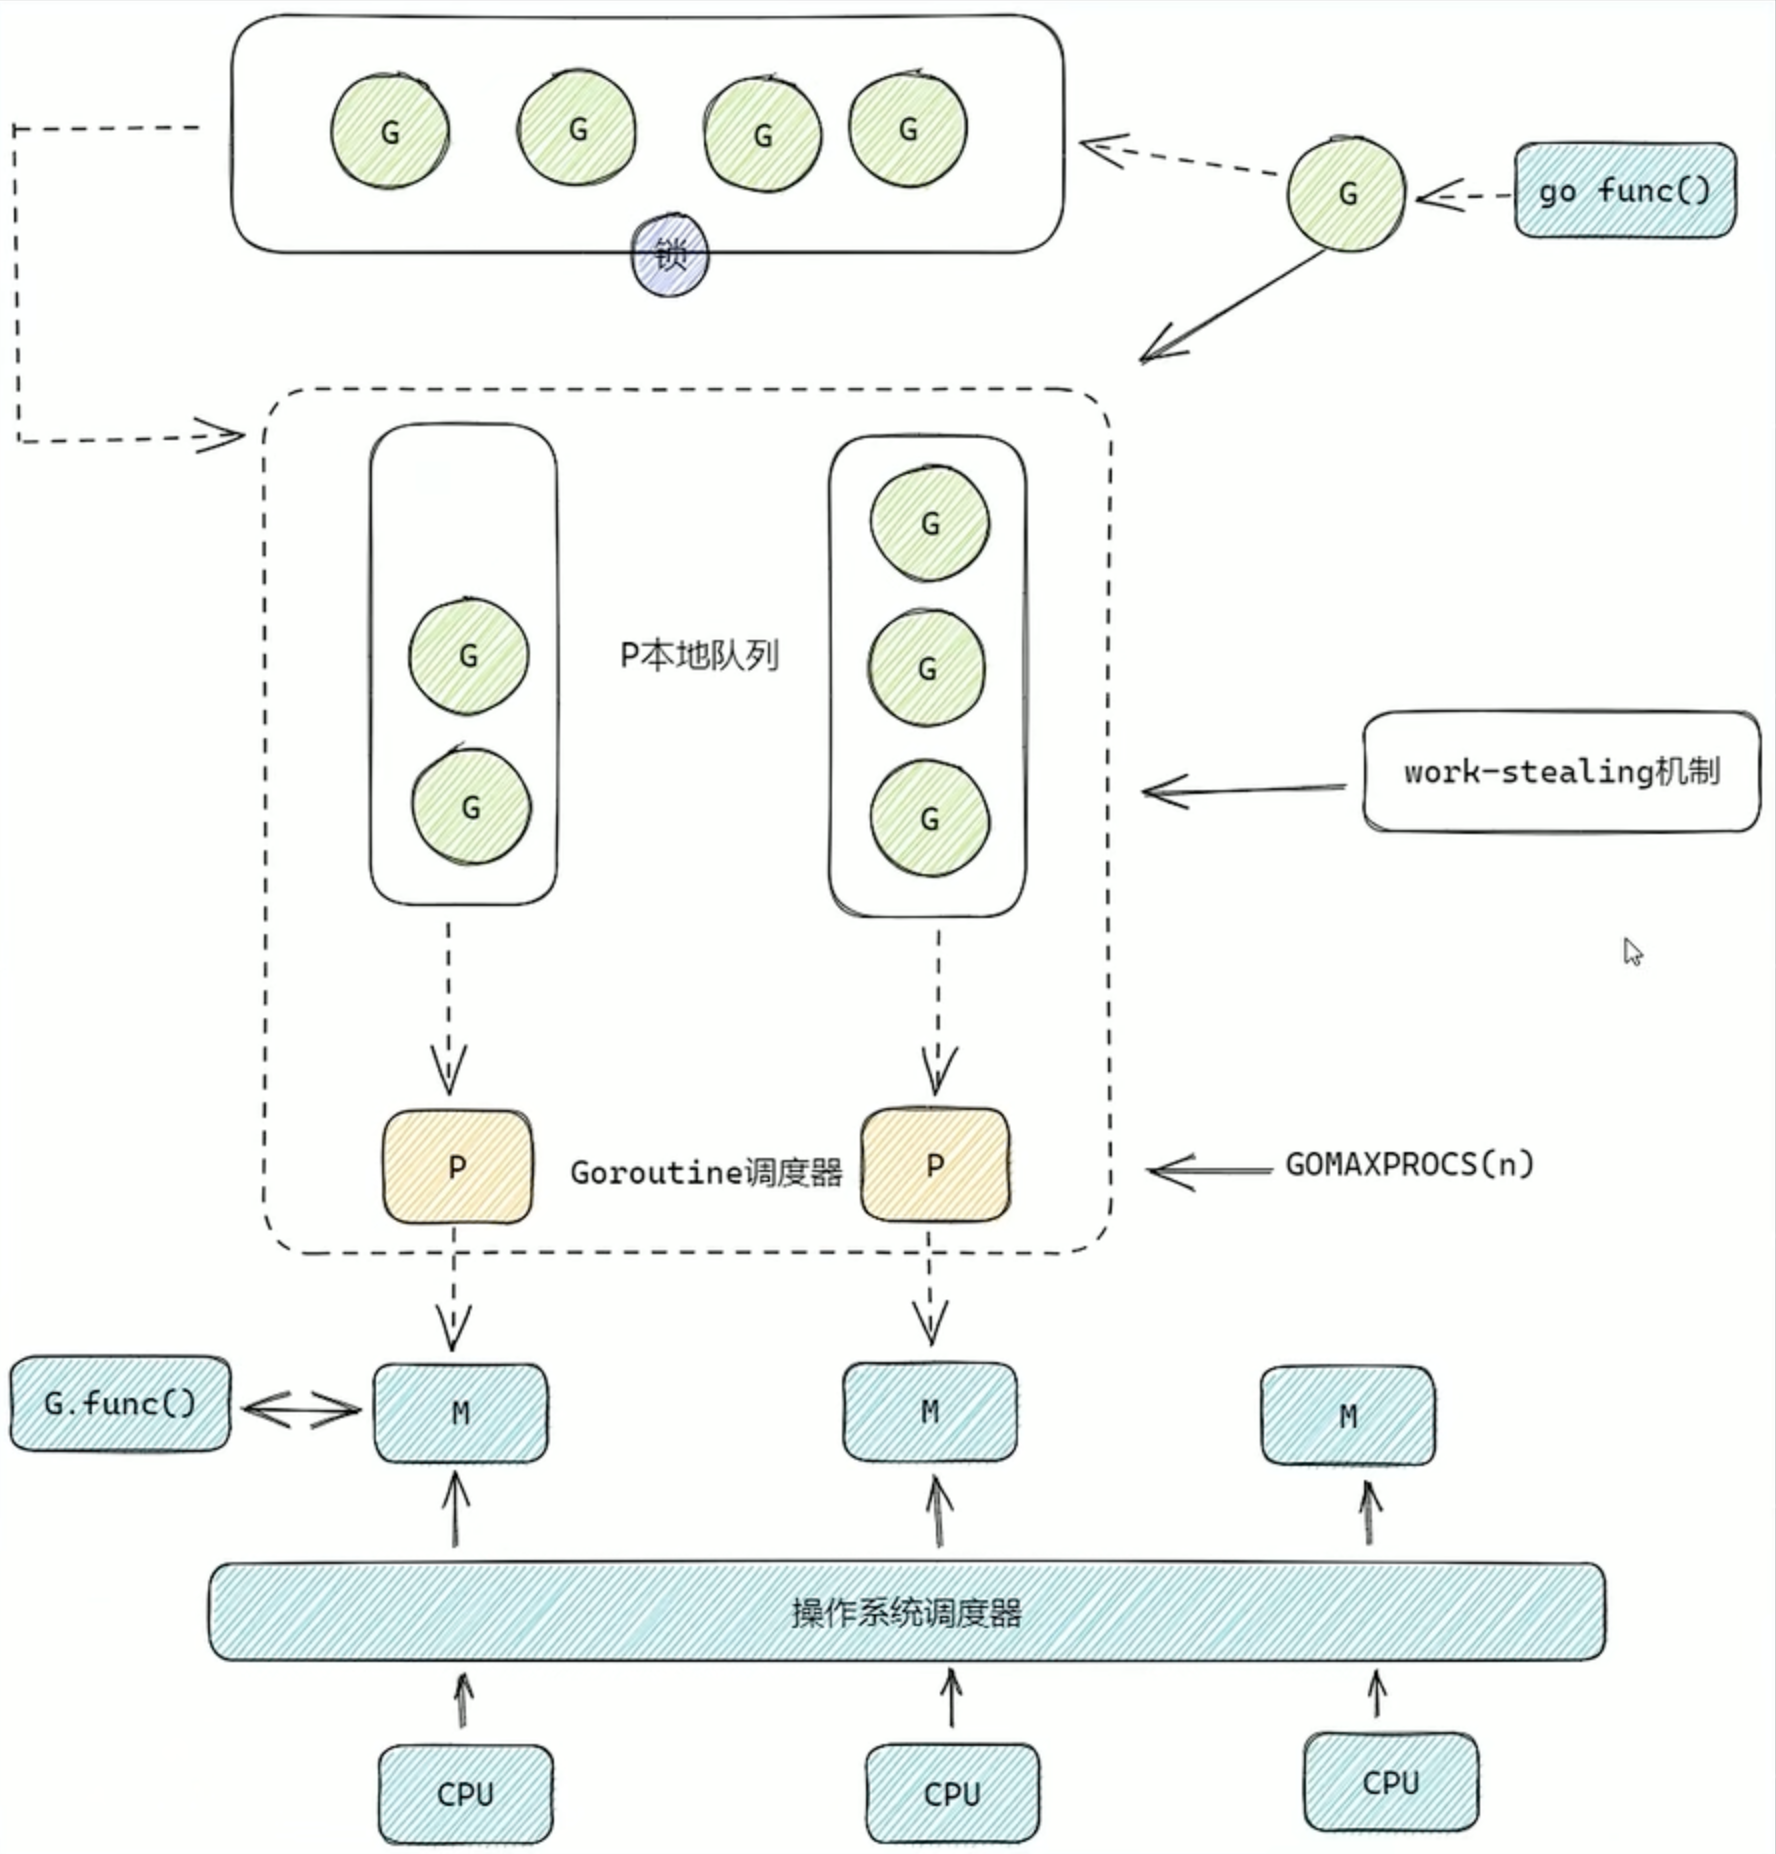 G
G
G
G
锁
G
go func()
G
G
P本地队列
G
G
G
work-stealing机制
P
Goroutine调度器
P
GOMAXPROCS(n)
G.func()
M
M
M
操作系统调度器
CPU
CPU
CPU